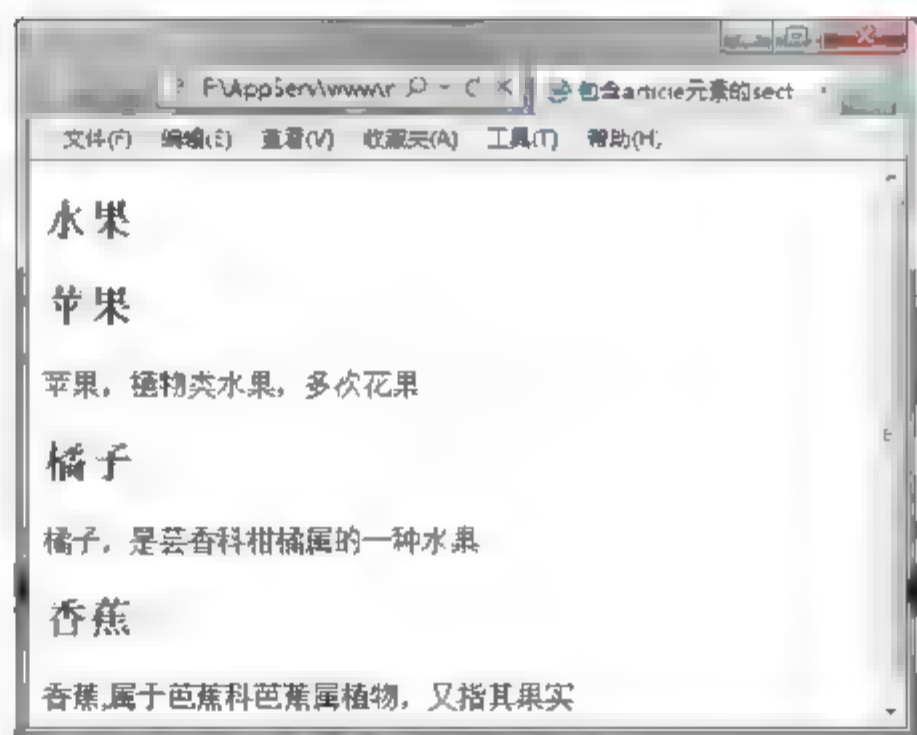 F:\AppServ\www\r
包含article元素的sect
文件(F) 编辑(E) 查看(V) 收藏夹(A) 工具(T) 帮助(H)
水果
苹果
苹果，植物类水果，多次花果
橘子
橘子，是芸香科柑橘属的一种水果
香蕉
香蕉,属于芭蕉科芭蕉属植物，又指其果实